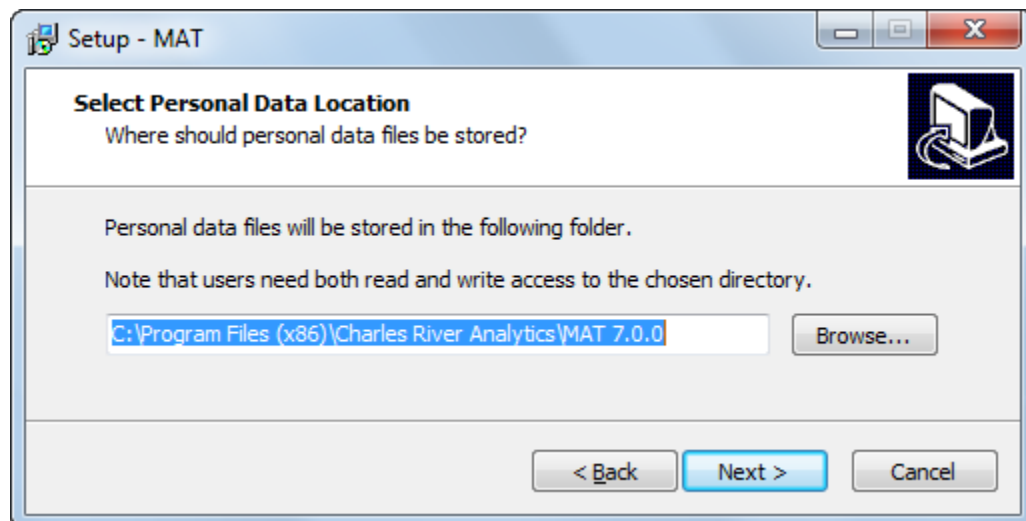 Setup - MAT
Select Personal Data Location
Where should personal data files be stored?
Personal data files will be stored in the following folder.
Note that users need both read and write access to the chosen directory.
C:\Program Files (x86)\Charles River Analytics\MAT 7.0.0
Browse...
< Back
Next >
Cancel